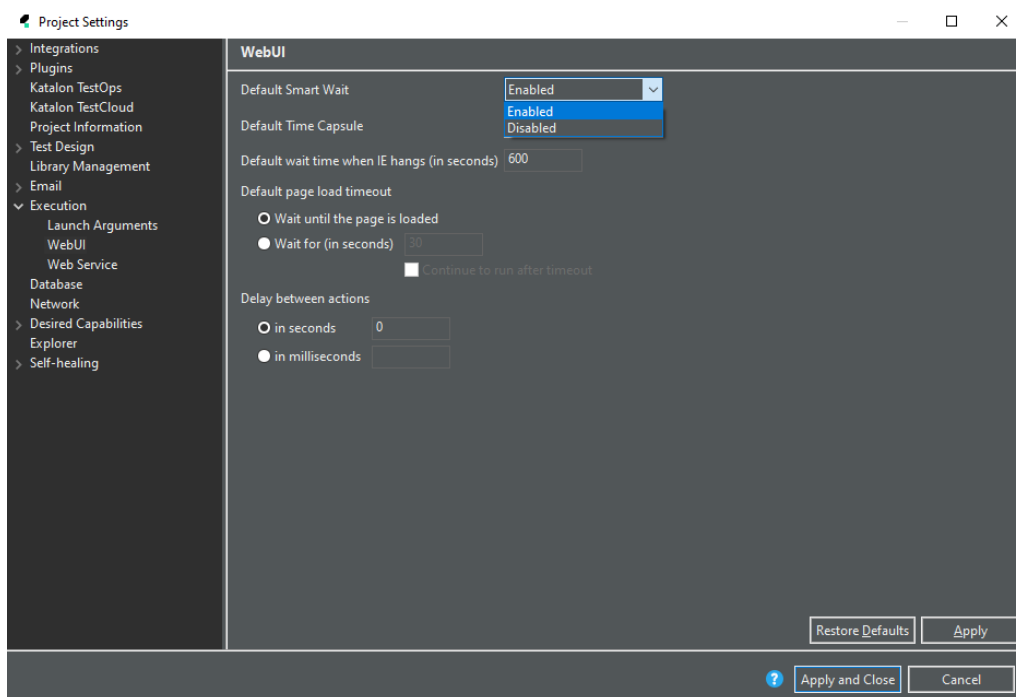 Project Settings
Integrations
Plugins
Katalon TestOps
Katalon TestCloud
Project Information
Test Design
Library Management
Email
Execution
Launch Arguments
WebUI
Web Service
Database
Network
Desired Capabilities
Explorer
Self-healing
WebUI
Default Smart Wait Enabled
Enabled
Disabled
Default Time Capsule
Default wait time when IE hangs (in seconds) 600
Default page load timeout
Wait until the page is loaded
Wait for (in seconds) 30
Continue to run after timeout
Delay between actions
in seconds 0
in milliseconds
Restore Defaults Apply
? Apply and Close Cancel